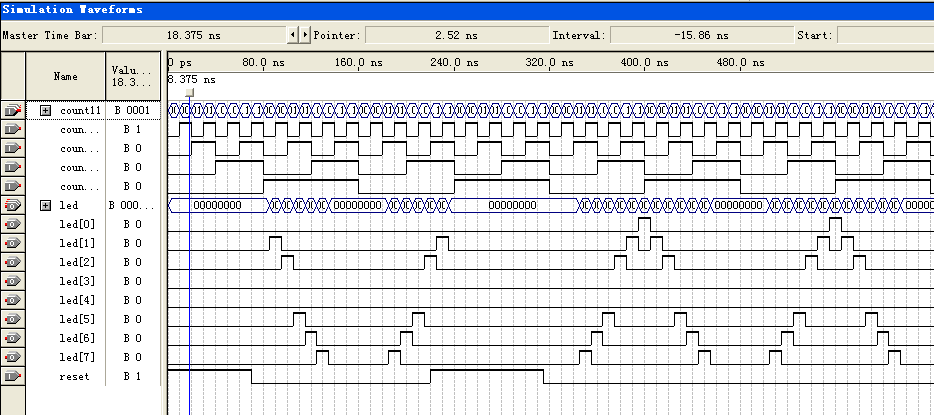 Simulation Waveforms
Master Time Bar: 18.375 ns Pointer: 2.52 ns Interval: -15.86 ns Start:
Name
Valu...
18.3...
0 ps 80.0 ns 160.0 ns 240.0 ns 320.0 ns 400.0 ns 480.0 ns
8.375 ns
count11 B 0001
coun... B 1
coun... B 0
coun... B 0
coun... B 0
led B 000... 00000000 00000000 00000000 00000000
led[0] B 0
led[1] B 0
led[2] B 0
led[3] B 0
led[4] B 0
led[5] B 0
led[6] B 0
led[7] B 0
reset B 1